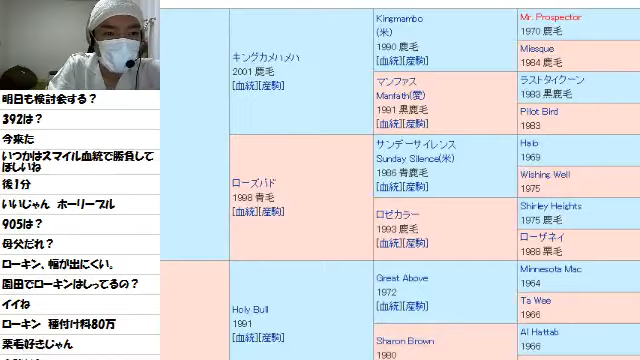 明日も検討会する？
392は？
今来た
いつかはスマイル血統で勝負して
ほしいね
後1分
いいじゃん ホーリーブル
905は？
母父だれ？
ローキン、幅が出にくい。
園田でローキンはしってるの？
イイね
ローキン 種付け料80万
栗毛好きじゃん
キングカメハメハ
2001 鹿毛
[血統][産駒]
ローズバド
1998 青毛
[血統][産駒]
Holy Bull
1991
[血統][産駒]
Kingmambo
(米)
1990 鹿毛
[血統][産駒]
マンファス
Manfath(愛)
1991 黒鹿毛
[血統][産駒]
サンデーサイレンス
Sunday Silence(米)
1986 青鹿毛
[血統][産駒]
ロゼカラー
1993 鹿毛
[血統][産駒]
Great Above
1972
[血統][産駒]
Sharon Brown
1980
Mr. Prospector
1970 鹿毛
Miesque
1984 鹿毛
ラストタイクーン
1983 黒鹿毛
Pilot Bird
1983
Halo
1969
Wishing Well
1975
Shirley Heights
1975 鹿毛
ローザネイ
1988 栗毛
Minnesota Mac
1964
Ta Wee
1966
Al Hattab
1966